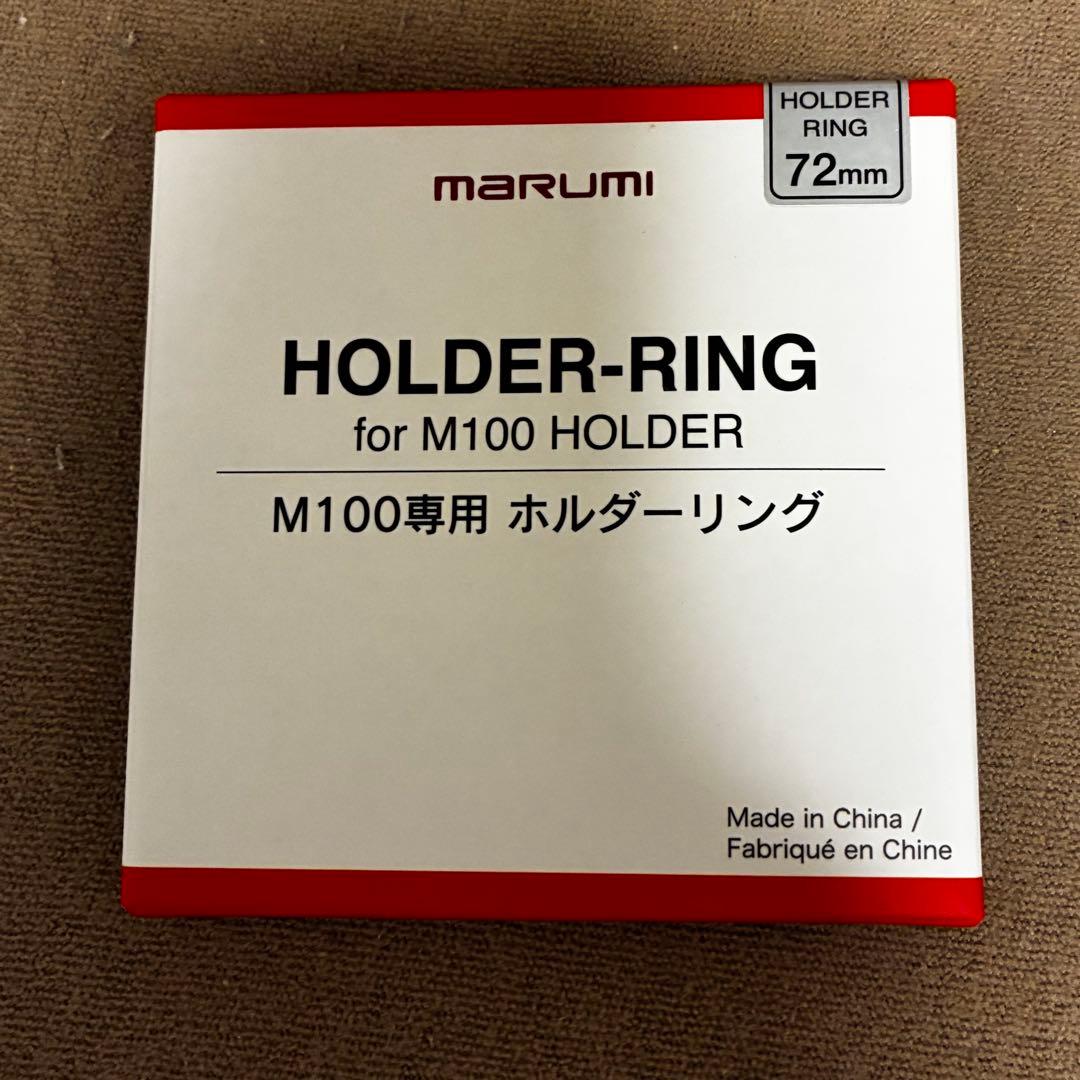 HOLDER
RING
72mm
marumi
HOLDER-RING
for M100 HOLDER
M100専用 ホルダーリング
Made in China /
Fabriqué en Chine